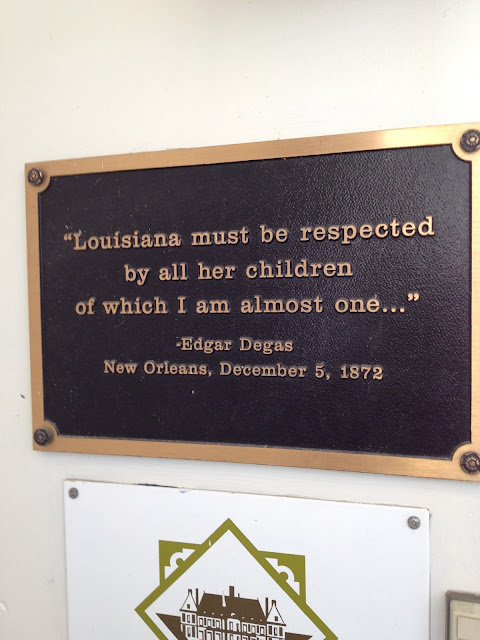 “Louisiana must be respected
by all her children
of which I am almost one...”
-Edgar Degas
New Orleans, December 5, 1872